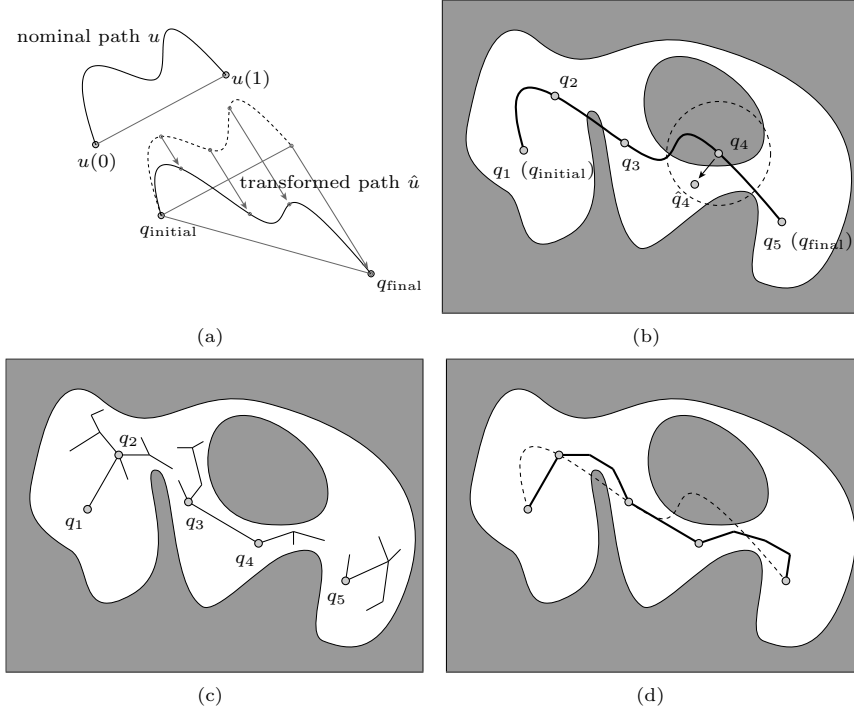 nominal path u
u(1)
u(0)
transformed path û
q_initial
q_final
(a)
q_2
q_1 (q_initial)
q_3
q_4
q̂_4
q_5 (q_final)
(b)
q_2
q_1
q_3
q_4
q_5
(c)
(d)